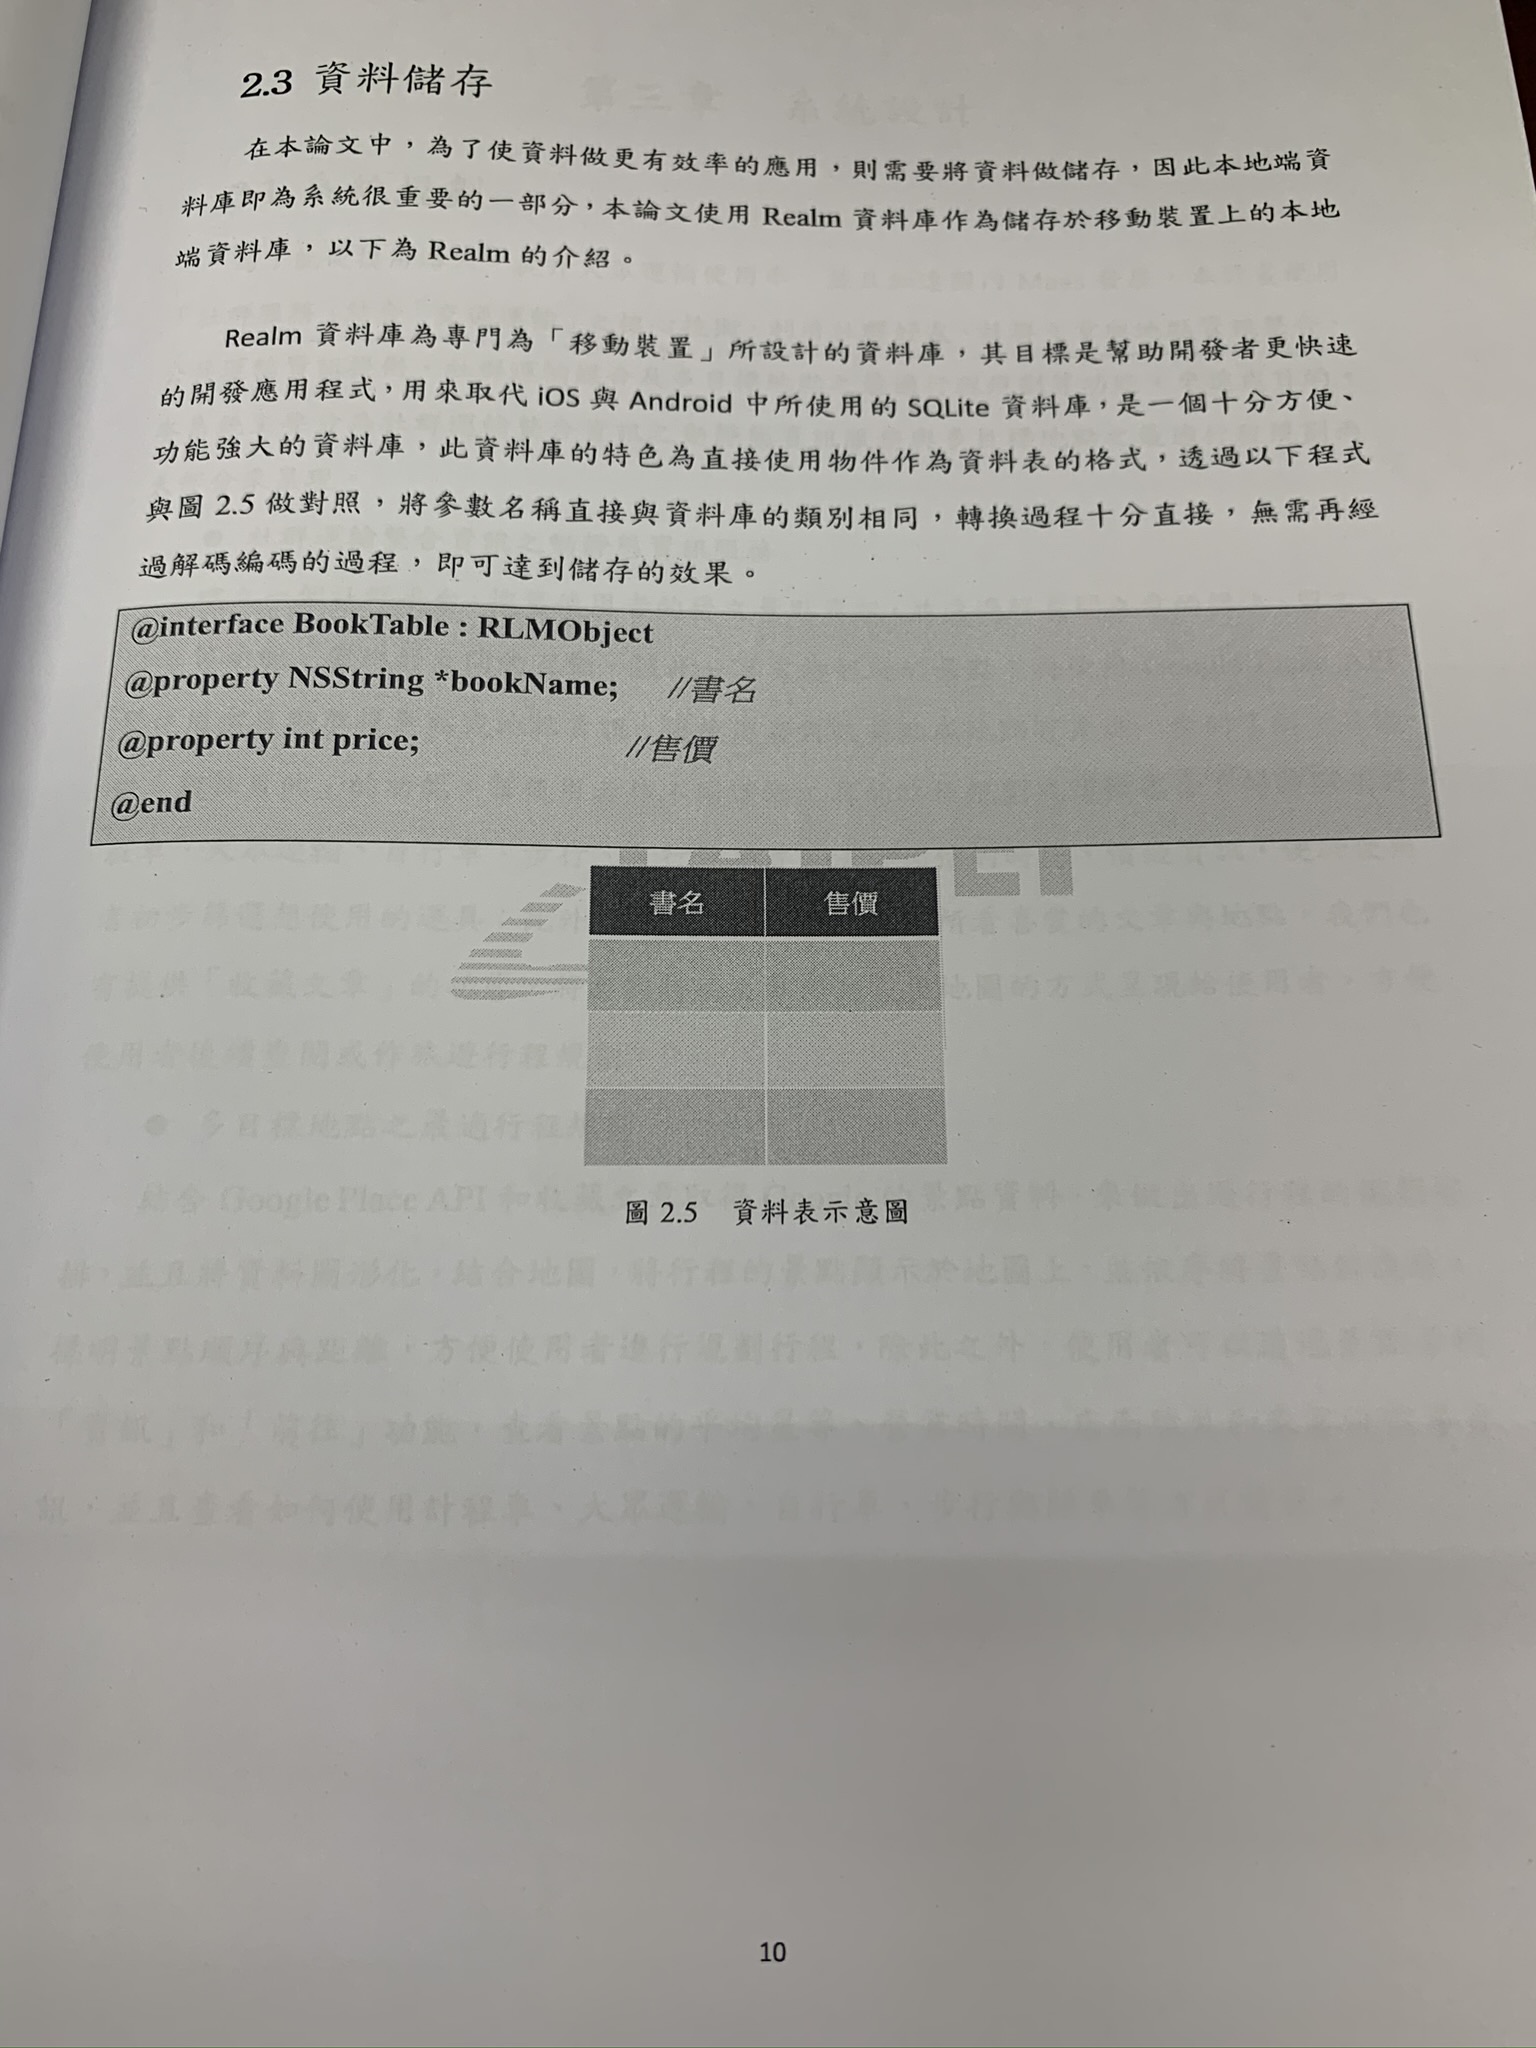 2.3 資料儲存
在本論文中，為了使資料做更有效率的應用，則需要將資料做儲存，因此本地端資
料庫即為系統很重要的一部分，本論文使用 Realm 資料庫作為儲存於移動裝置上的本地
端資料庫，以下為 Realm 的介紹。
Realm 資料庫為專門為「移動裝置」所設計的資料庫，其目標是幫助開發者更快速
的開發應用程式，用來取代 iOS 與 Android 中所使用的 SQLite 資料庫，是一個十分方便、
功能強大的資料庫，此資料庫的特色為直接使用物件作為資料表的格式，透過以下程式
與圖 2.5 做對照，將參數名稱直接與資料庫的類別相同，轉換過程十分直接，無需再經
過解碼編碼的過程，即可達到儲存的效果。
@interface BookTable : RLMObject
@property NSString *bookName; //書名
@property int price; //售價
@end
書名 售價
圖 2.5 資料表示意圖
10